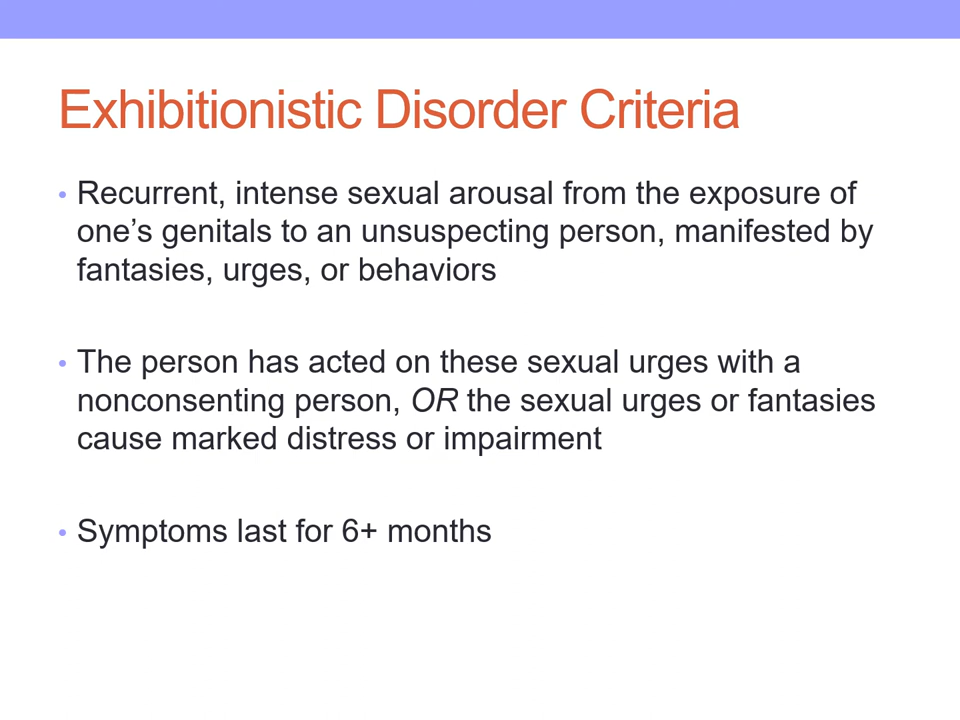 Exhibitionistic Disorder Criteria
• Recurrent, intense sexual arousal from the exposure of
one’s genitals to an unsuspecting person, manifested by
fantasies, urges, or behaviors
• The person has acted on these sexual urges with a
nonconsenting person, OR the sexual urges or fantasies
cause marked distress or impairment
• Symptoms last for 6+ months